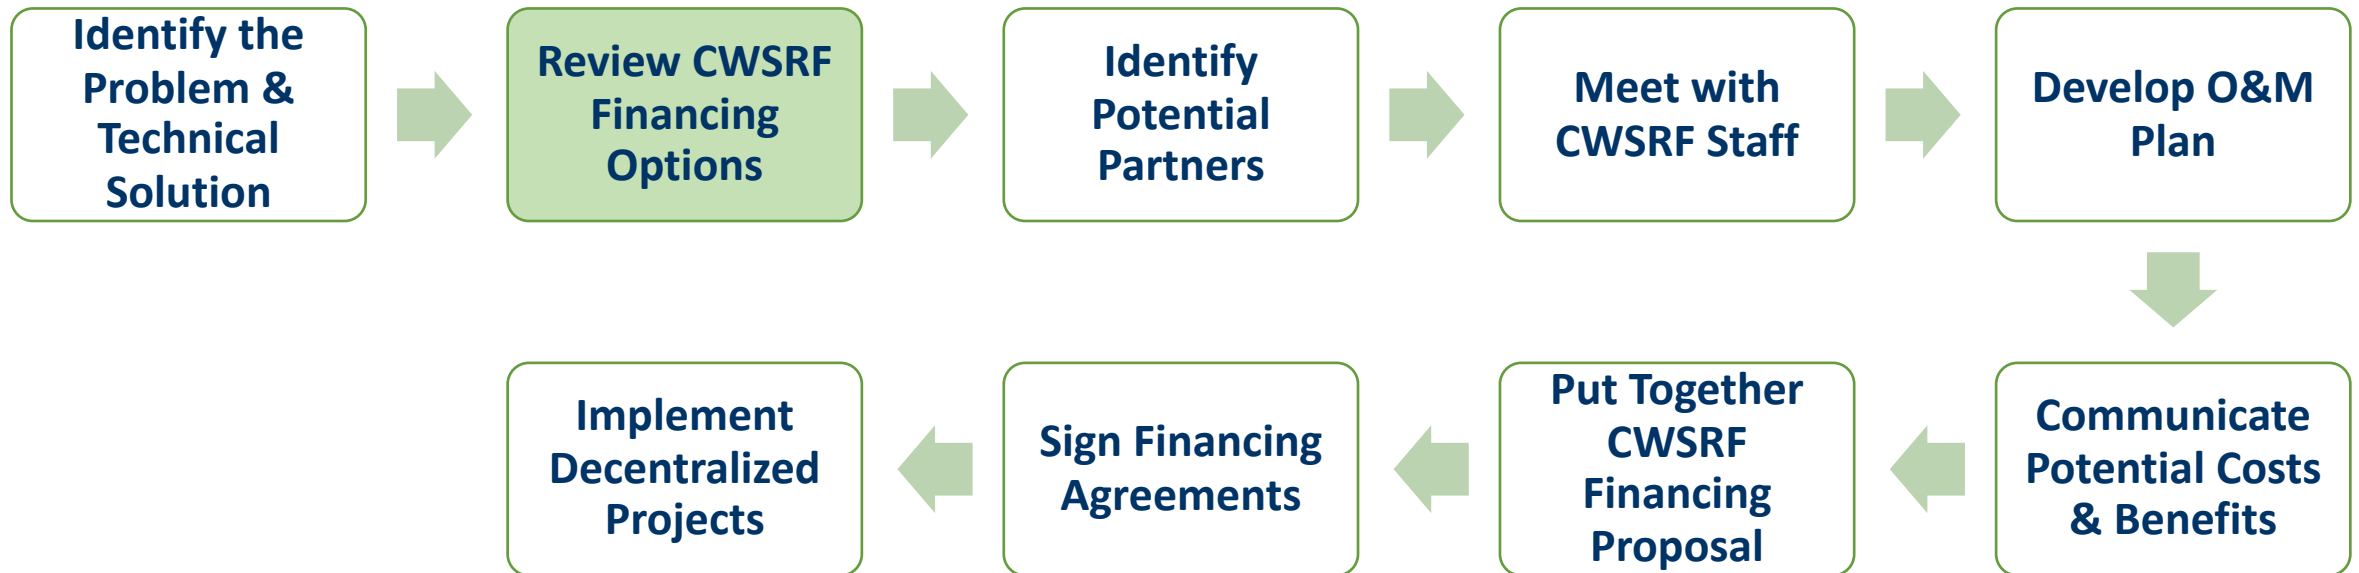 Identify the
Problem &
Technical
Solution
Review CWSRF
Financing
Options
Identify
Potential
Partners
Meet with
CWSRF Staff
Develop O&M
Plan
Communicate
Potential Costs
& Benefits
Put Together
CWSRF
Financing
Proposal
Sign Financing
Agreements
Implement
Decentralized
Projects